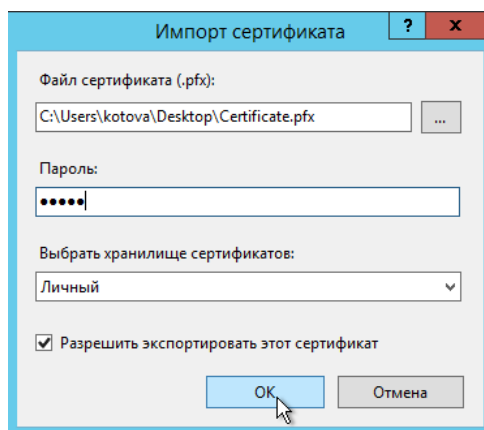 Импорт сертификата
?
x
Файл сертификата (.pfx):
C:\Users\kotova\Desktop\Certificate.pfx
...
Пароль:
●●●●●
Выбрать хранилище сертификатов:
Личный
Разрешить экспортировать этот сертификат
OK
Отмена